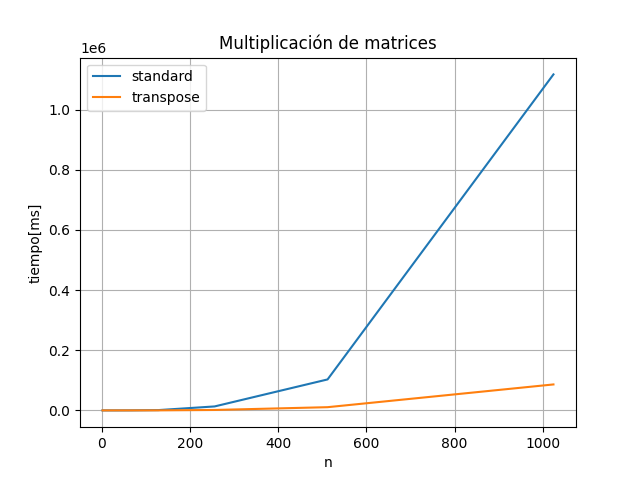 Multiplicación de matrices
1e6
standard
transpose
1.0
0.8
0.6
0.4
0.2
0.0
tiempo[ms]
0 200 400 600 800 1000
n